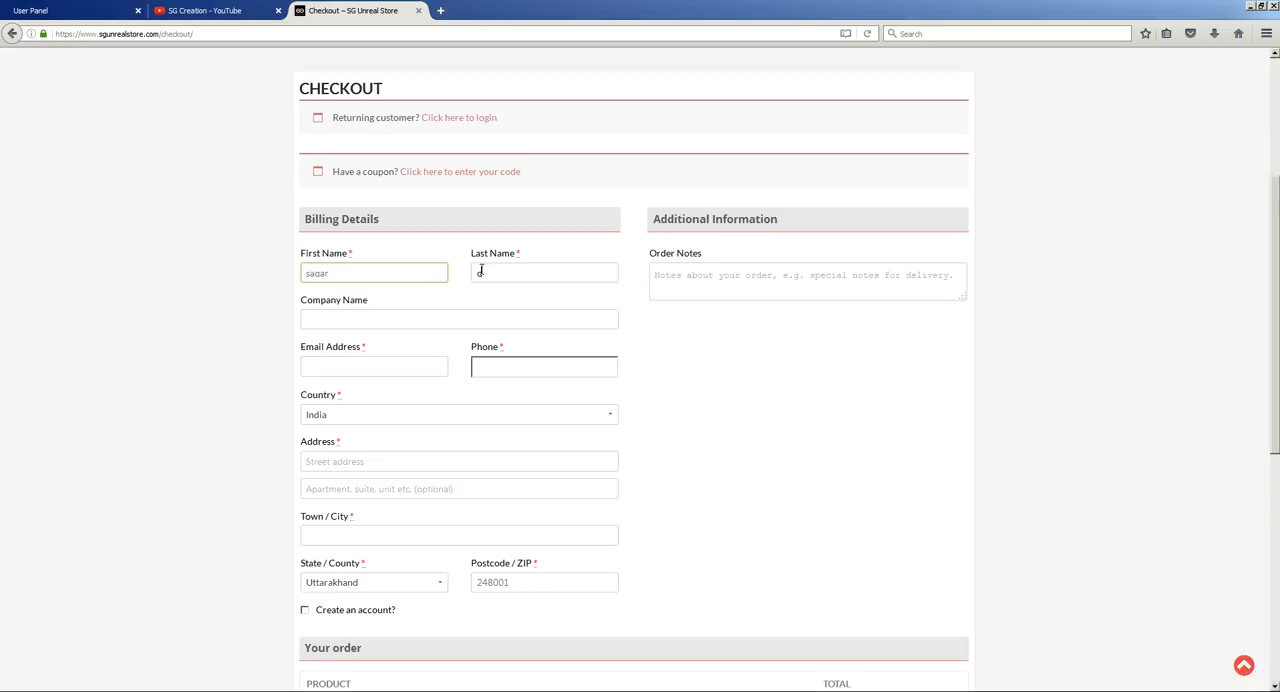 User Panel
SG Creation - YouTube
Checkout – SG Unreal Store
https://www.sgunrealstore.com/checkout/
Search
CHECKOUT
Returning customer? Click here to login
Have a coupon? Click here to enter your code
Billing Details
Additional Information
First Name *
Last Name *
Order Notes
sagar
Notes about your order, e.g. special notes for delivery.
Company Name
Email Address *
Phone *
Country *
India
Address *
Street address
Apartment, suite, unit etc. (optional)
Town / City *
State / County *
Postcode / ZIP *
Uttarakhand
248001
Create an account?
Your order
PRODUCT
TOTAL